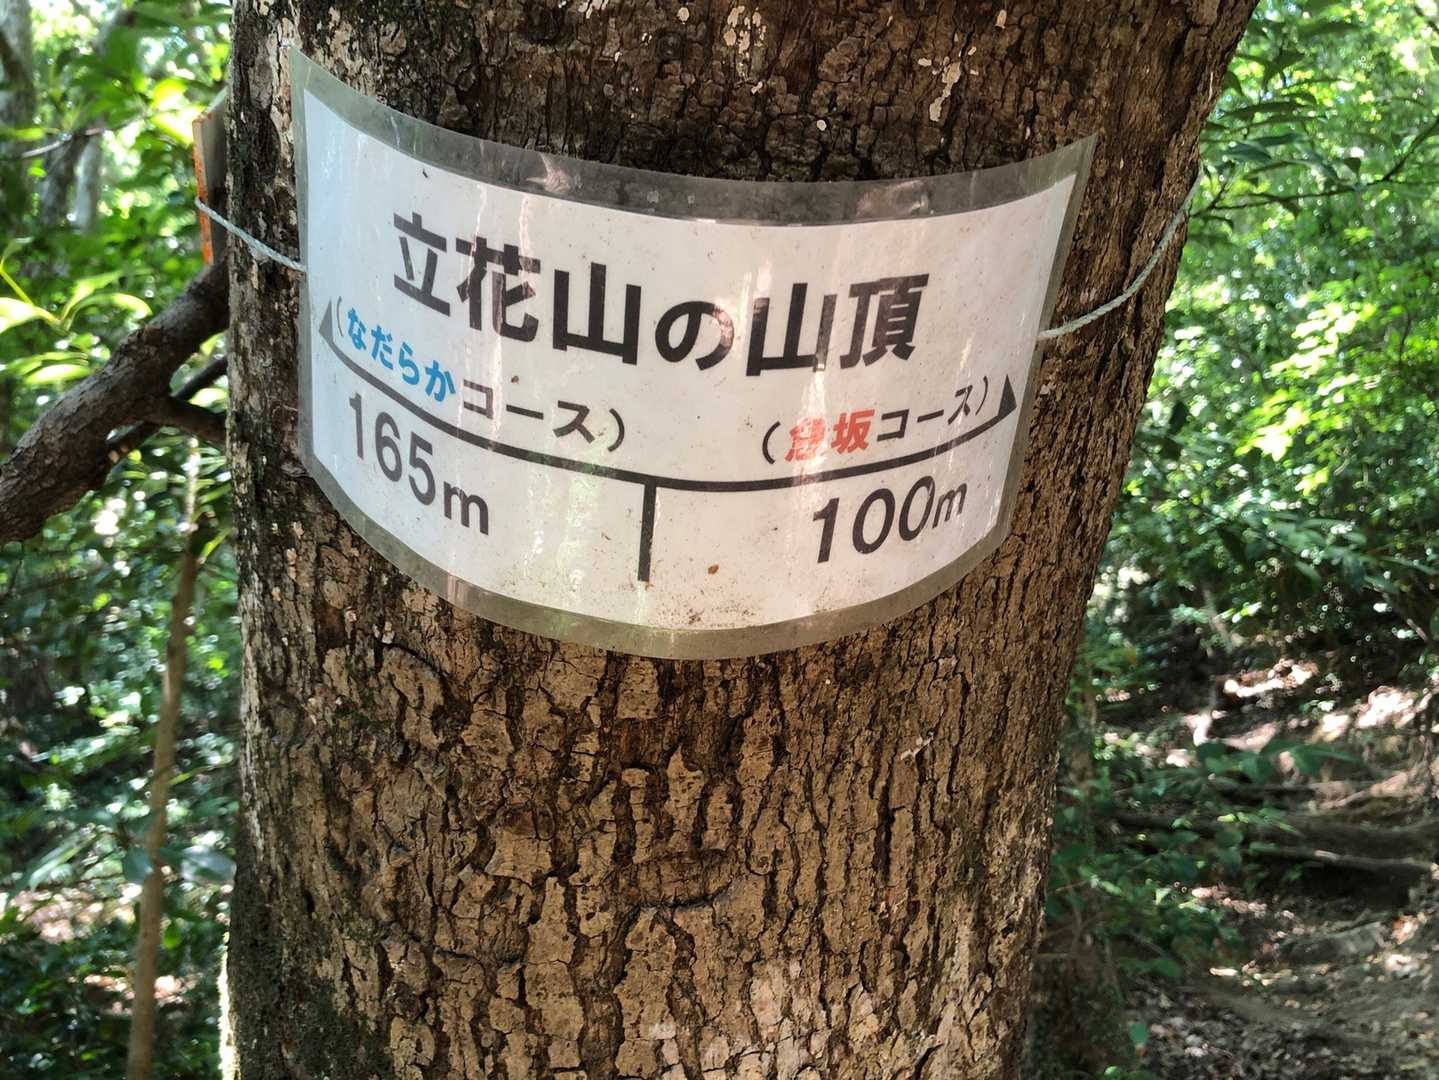 立花山の山頂
(なだらかコース)
(急坂コース)
165m
100m